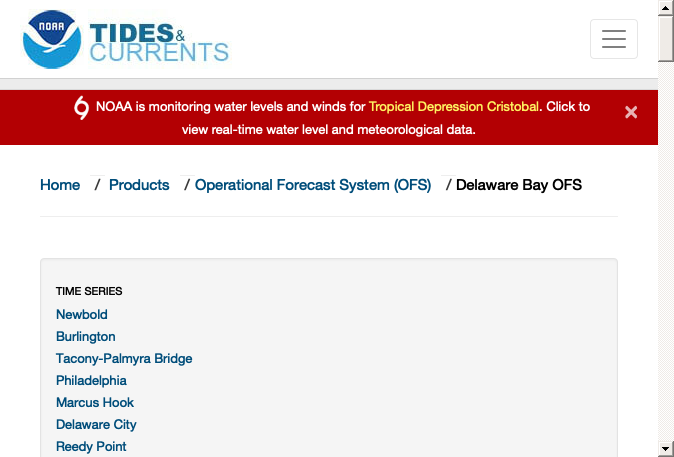 NOAA
TIDES&
CURRENTS
NOAA is monitoring water levels and winds for Tropical Depression Cristobal. Click to
view real-time water level and meteorological data.
×
Home / Products / Operational Forecast System (OFS) / Delaware Bay OFS
TIME SERIES
Newbold
Burlington
Tacony-Palmyra Bridge
Philadelphia
Marcus Hook
Delaware City
Reedy Point